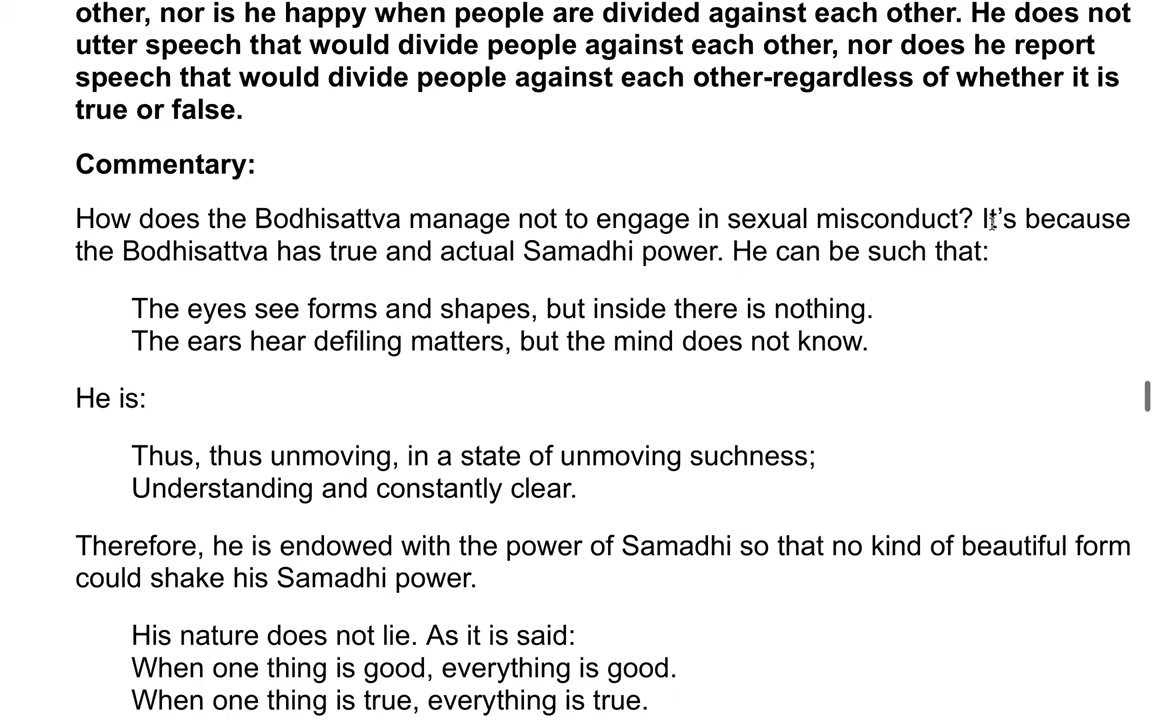 other, nor is he happy when people are divided against each other. He does not
utter speech that would divide people against each other, nor does he report
speech that would divide people against each other-regardless of whether it is
true or false.
Commentary:
How does the Bodhisattva manage not to engage in sexual misconduct? It's because
the Bodhisattva has true and actual Samadhi power. He can be such that:
The eyes see forms and shapes, but inside there is nothing.
The ears hear defiling matters, but the mind does not know.
He is:
Thus, thus unmoving, in a state of unmoving suchness;
Understanding and constantly clear.
Therefore, he is endowed with the power of Samadhi so that no kind of beautiful form
could shake his Samadhi power.
His nature does not lie. As it is said:
When one thing is good, everything is good.
When one thing is true, everything is true.